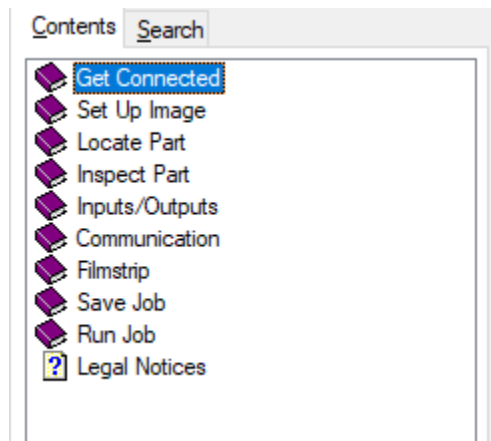 Contents Search
Get Connected
Set Up Image
Locate Part
Inspect Part
Inputs/Outputs
Communication
Filmstrip
Save Job
Run Job
Legal Notices